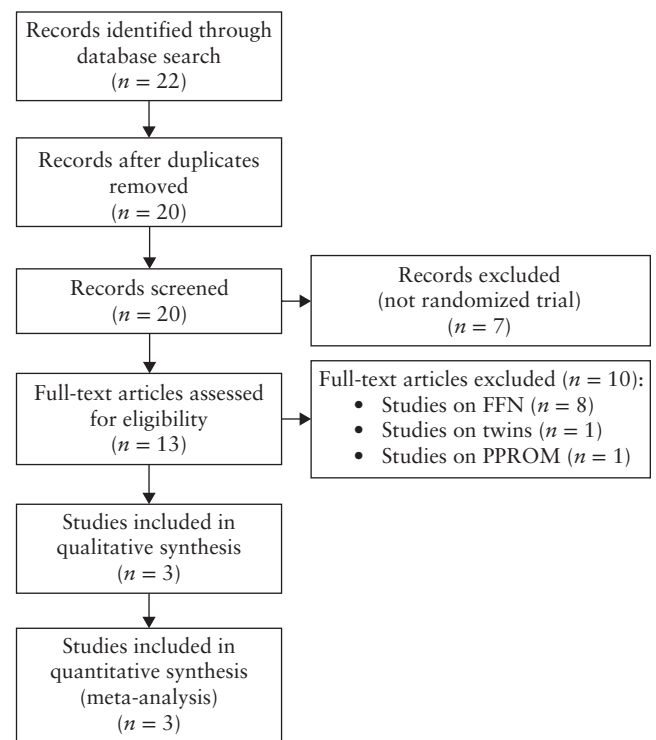 Records identified through
database search
(n = 22)
Records after duplicates
removed
(n = 20)
Records screened
(n = 20)
Records excluded
(not randomized trial)
(n = 7)
Full-text articles assessed
for eligibility
(n = 13)
Full-text articles excluded (n = 10):
• Studies on FFN (n = 8)
• Studies on twins (n = 1)
• Studies on PPROM (n = 1)
Studies included in
qualitative synthesis
(n = 3)
Studies included in
quantitative synthesis
(meta-analysis)
(n = 3)